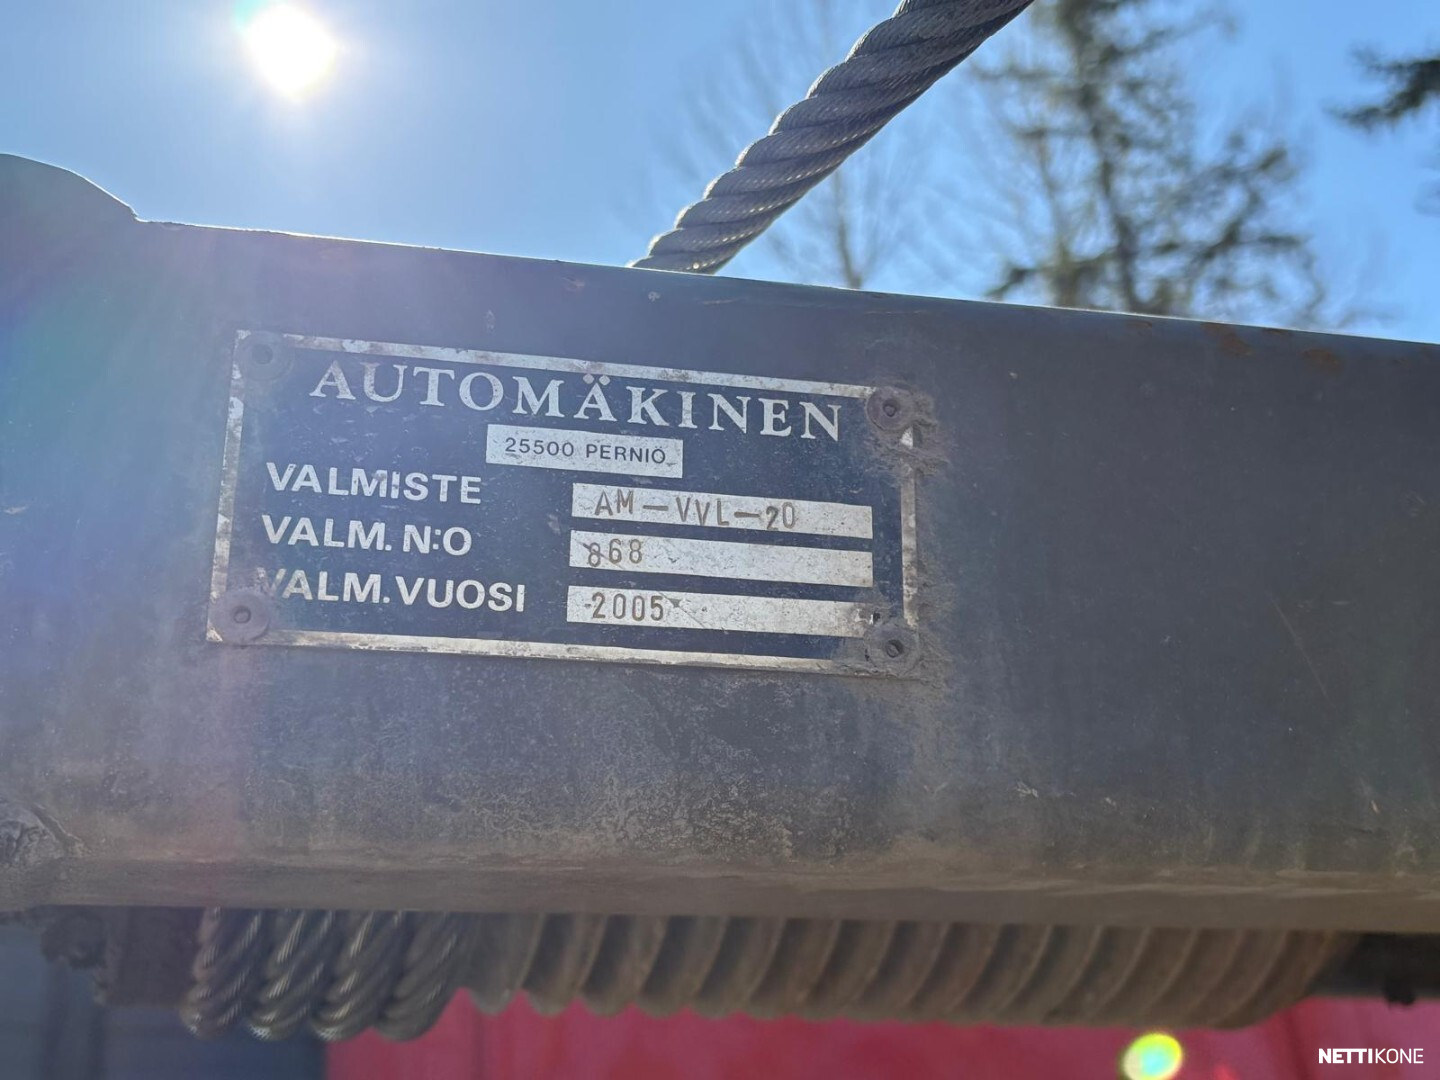 AUTOMÄKINEN
25500 PERNIÖ
VALMISTE AM-VVL-20
VALM. N:O 868
VALM. VUOSI 2005
NETTIKONE